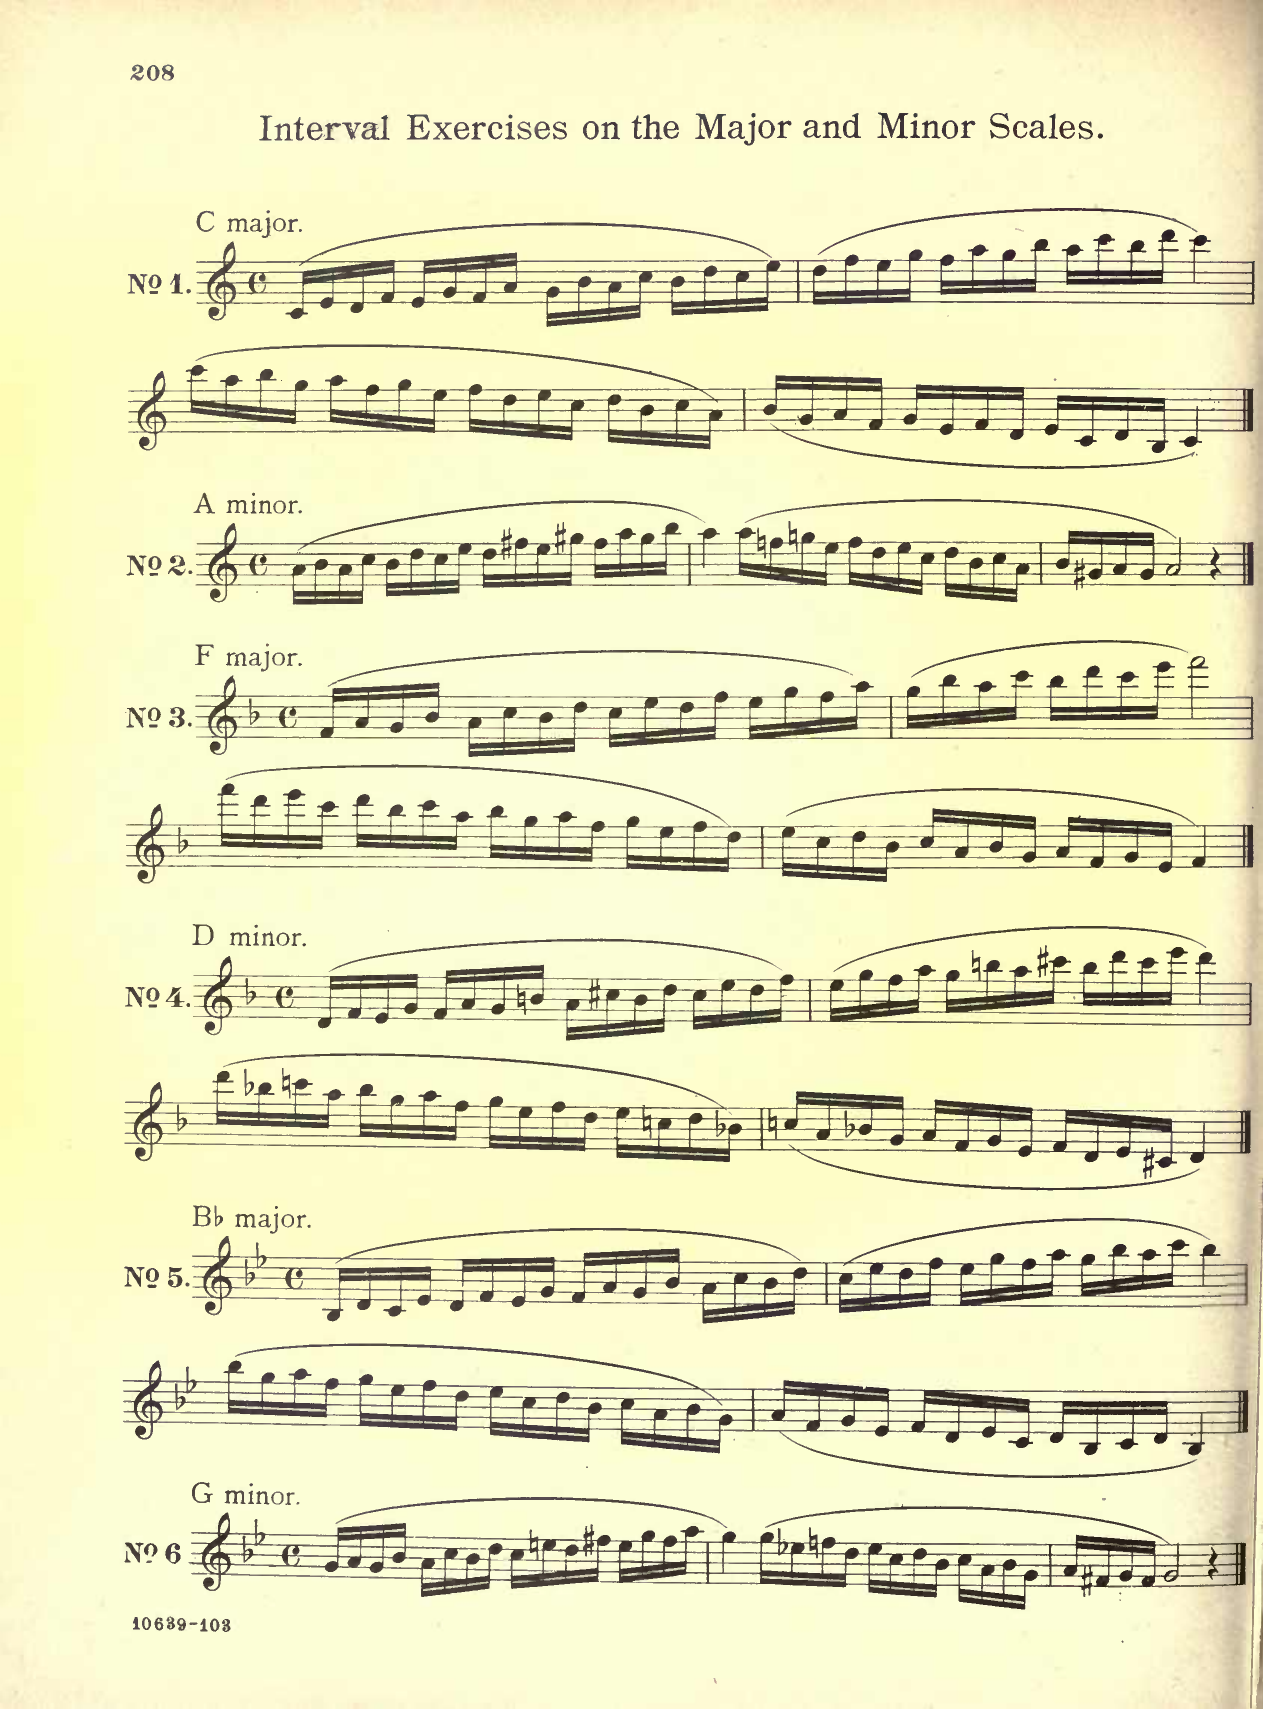 208
Interval Exercises on the Major and Minor Scales.
C major.
No 1.
A minor.
No 2.
F major.
No 3.
D minor.
No 4.
B♭ major.
No 5.
G minor.
No 6
10639-103